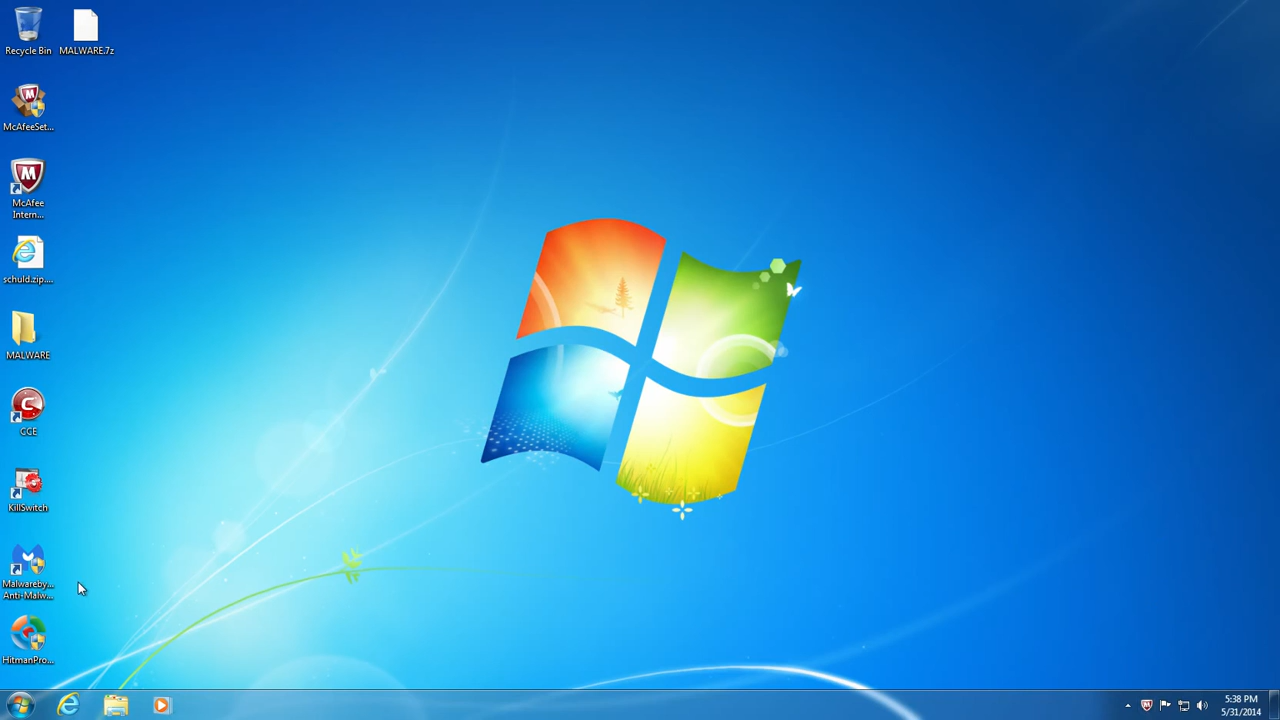 Recycle Bin
MALWARE.7z
McAfeeSet...
McAfee
Intern...
schuld.zip....
MALWARE
CCE
KillSwitch
Malwareby...
Anti-Malw...
HitmanPro...
5:38 PM
5/31/2014